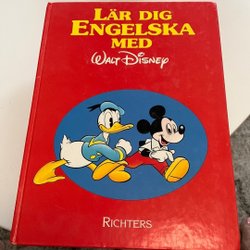 LÄR DIG
ENGELSKA
MED
WALT DISNEY
RICHTERS